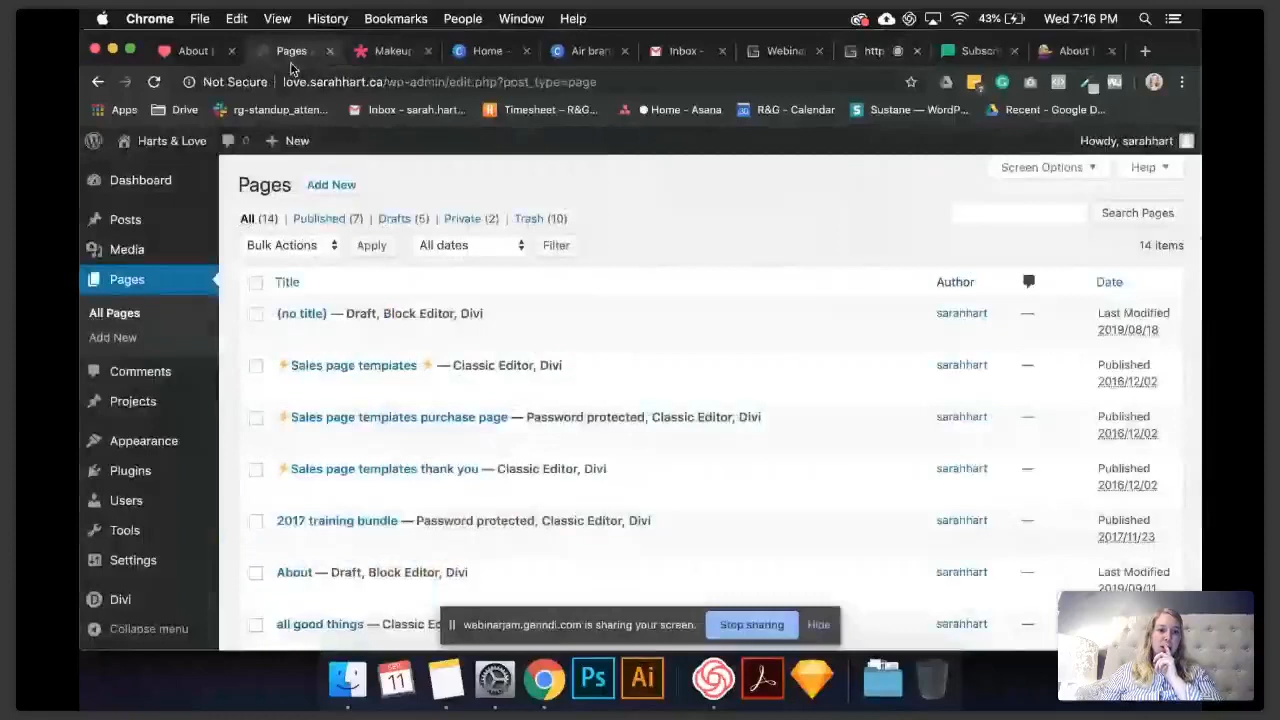 Chrome File Edit View History Bookmarks People Window Help 43% Wed 7:16 PM
About | Pages Makeup Home - Air bran Inbox - Webina http Subscr About |
Not Secure | love.sarahhart.ca/wp-admin/edit.php?post_type=page
Apps Drive rg-standup_atten... Inbox - sarah.hart... Timesheet – R&G... Home – Asana R&G - Calendar Sustane — WordP... Recent - Google D...
Harts & Love 0 New Howdy, sarahhart
Screen Options Help
Dashboard
Posts
Media
Pages
All Pages
Add New
Comments
Projects
Appearance
Plugins
Users
Tools
Settings
Divi
Collapse menu
Pages Add New
All (14) | Published (7) | Drafts (5) | Private (2) | Trash (10)
Search Pages
Bulk Actions Apply All dates Filter 14 items
Title Author Date
(no title) — Draft, Block Editor, Divi sarahhart — Last Modified
2019/08/18
⚡Sales page templates ⚡ — Classic Editor, Divi sarahhart — Published
2016/12/02
⚡Sales page templates purchase page — Password protected, Classic Editor, Divi sarahhart — Published
2016/12/02
⚡Sales page templates thank you — Classic Editor, Divi sarahhart — Published
2016/12/02
2017 training bundle — Password protected, Classic Editor, Divi sarahhart — Published
2017/11/23
About — Draft, Block Editor, Divi sarahhart — Last Modified
2019/09/11
all good things — Classic E sarahhart —
webinarjam.genndi.com is sharing your screen. Stop sharing Hide
11
Ps
Ai